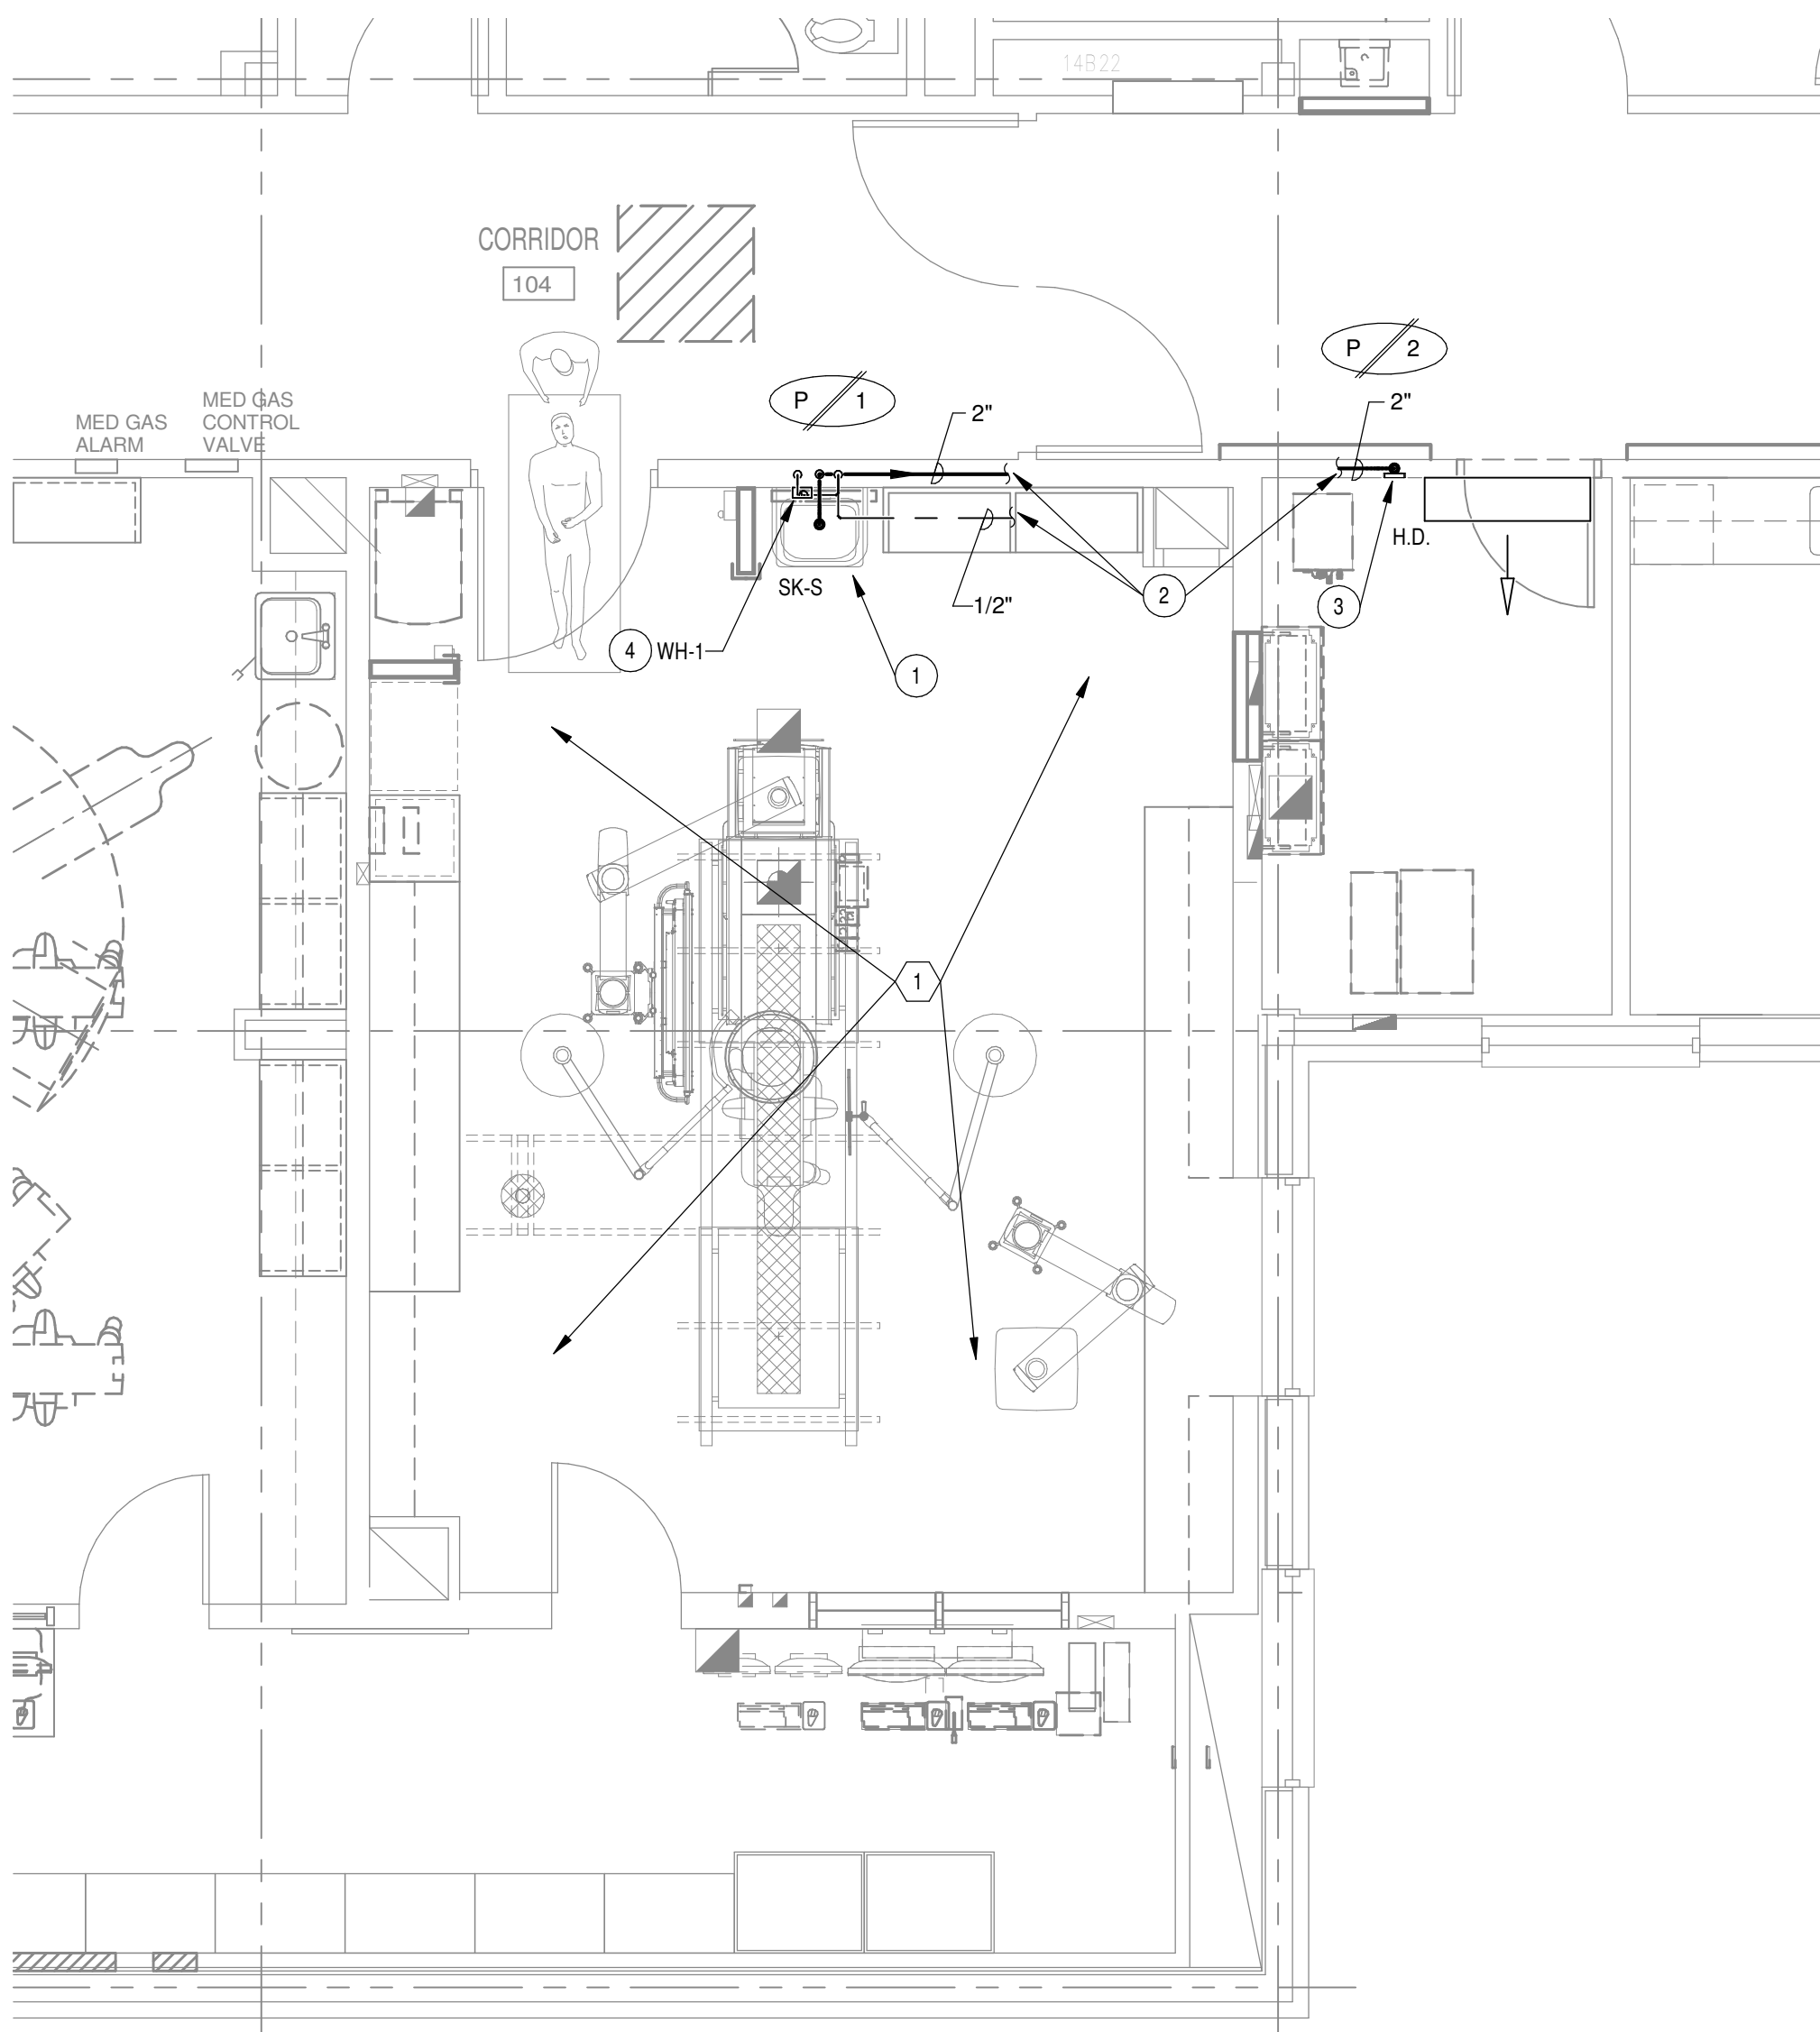 14B22
CORRIDOR
104
P 2
P 1
MED GAS
ALARM
MED GAS
CONTROL
VALVE
2"
2"
H.D.
SK-S
1/2"
2
3
4 WH-1
1
1